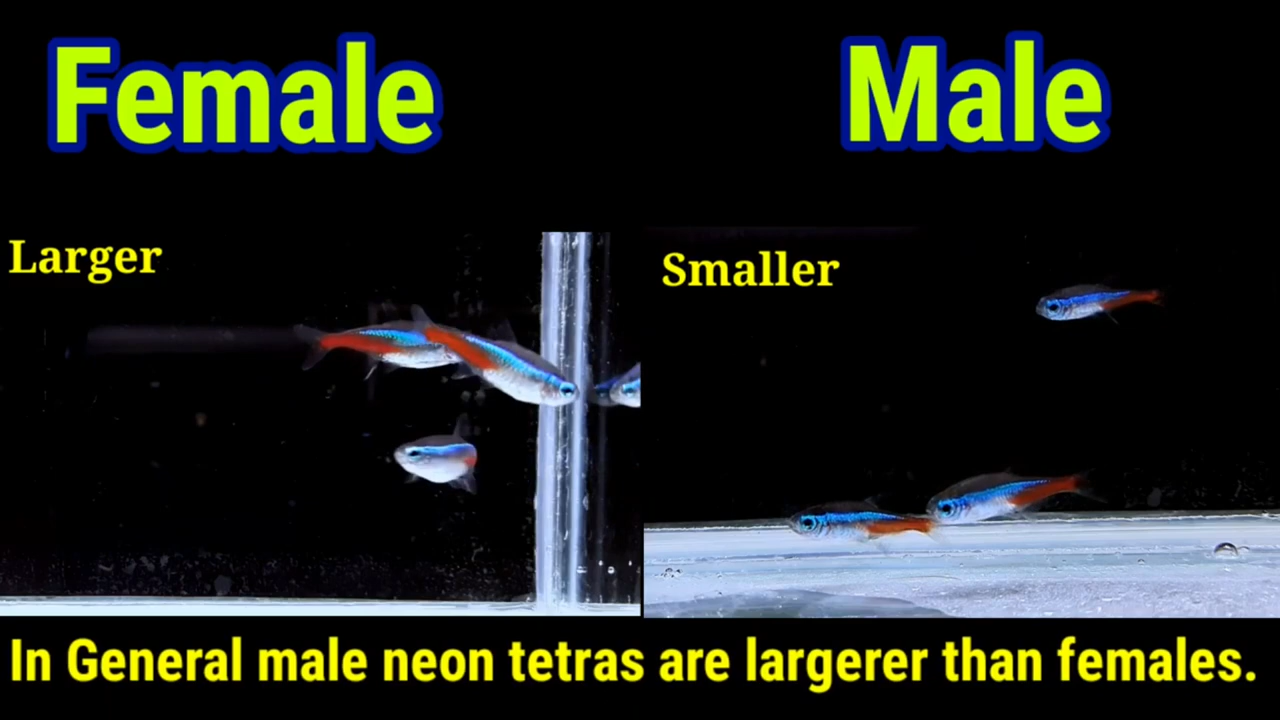 Female
Male
Larger
Smaller
In General male neon tetras are largerer than females.